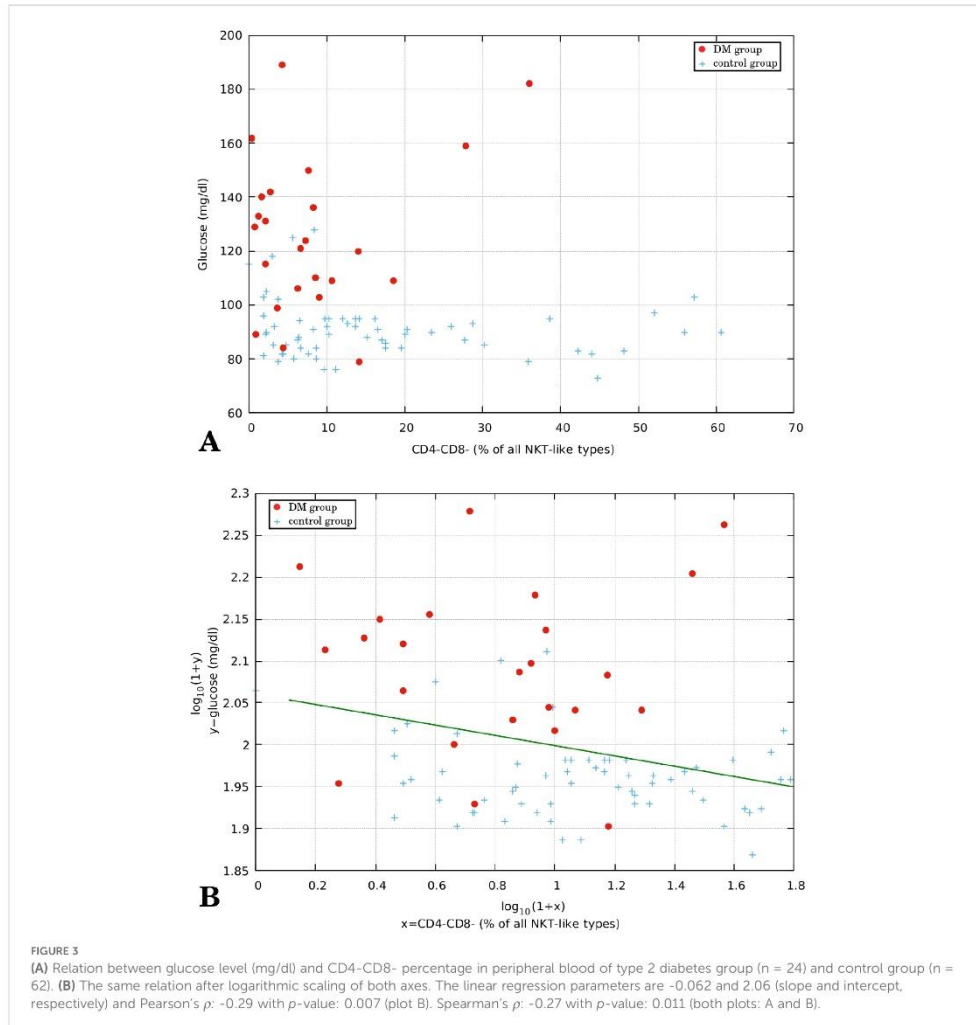 200
180
160
140
120
100
80
60
Glucose (mg/dl)
DM group
control group
0 10 20 30 40 50 60 70
CD4-CD8- (% of all NKT-like types)
A
2.3
2.25
2.2
2.15
2.1
2.05
2
1.95
1.9
1.85
log10(1+y)
y=glucose (mg/dl)
DM group
control group
0 0.2 0.4 0.6 0.8 1 1.2 1.4 1.6 1.8
log10(1+x)
x=CD4-CD8- (% of all NKT-like types)
B
FIGURE 3
(A) Relation between glucose level (mg/dl) and CD4-CD8- percentage in peripheral blood of type 2 diabetes group (n = 24) and control group (n =
62). (B) The same relation after logarithmic scaling of both axes. The linear regression parameters are -0.062 and 2.06 (slope and intercept,
respectively) and Pearson's ρ: -0.29 with p-value: 0.007 (plot B). Spearman's ρ: -0.27 with p-value: 0.011 (both plots: A and B).